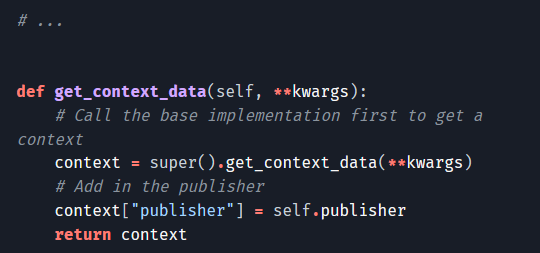 # ...
def get_context_data(self, **kwargs):
    # Call the base implementation first to get a
context
    context = super().get_context_data(**kwargs)
    # Add in the publisher
    context["publisher"] = self.publisher
    return context